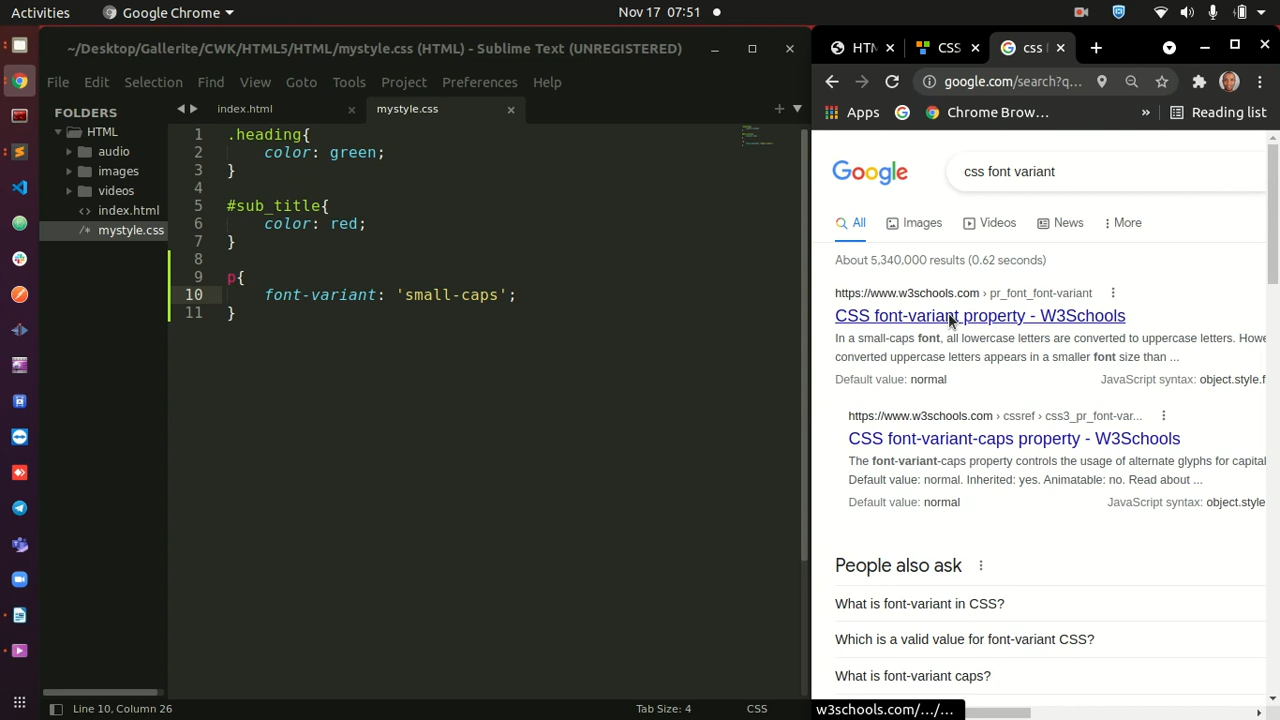 Activities
Google Chrome
Nov 17 07:51
~/Desktop/Gallerite/CWK/HTML5/HTML/mystyle.css (HTML) - Sublime Text (UNREGISTERED)
File Edit Selection Find View Goto Tools Project Preferences Help
FOLDERS
HTML
audio
images
videos
index.html
mystyle.css
index.html
mystyle.css
1 .heading{
2 color: green;
3 }
4
5 #sub_title{
6 color: red;
7 }
8
9 p{
10 font-variant: 'small-caps';
11 }
Line 10, Column 26
Tab Size: 4
CSS
HTM
CSS
css
google.com/search?q...
Apps
Chrome Brow...
»
Reading list
Google
css font variant
All
Images
Videos
News
More
About 5,340,000 results (0.62 seconds)
https://www.w3schools.com › pr_font_font-variant
CSS font-variant property - W3Schools
In a small-caps font, all lowercase letters are converted to uppercase letters. Howe
converted uppercase letters appears in a smaller font size than ...
Default value: normal
JavaScript syntax: object.style.f
https://www.w3schools.com › cssref › css3_pr_font-var...
CSS font-variant-caps property - W3Schools
The font-variant-caps property controls the usage of alternate glyphs for capital
Default value: normal. Inherited: yes. Animatable: no. Read about ...
Default value: normal
JavaScript syntax: object.style
People also ask
What is font-variant in CSS?
Which is a valid value for font-variant CSS?
What is font-variant caps?
w3schools.com/.../...